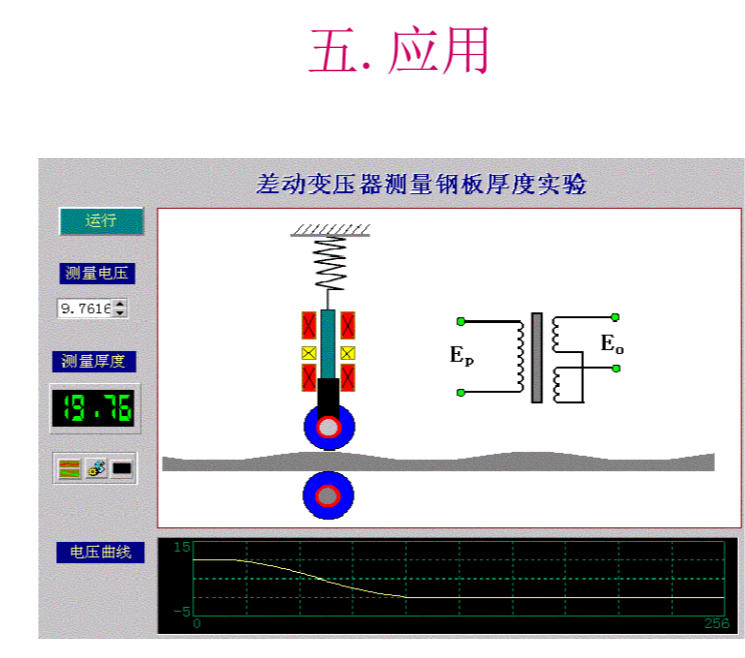 五. 应用
差动变压器测量钢板厚度实验
运行
测量电压
9.7616
测量厚度
19.76
Ep
Eo
电压曲线
15
-5
0
256